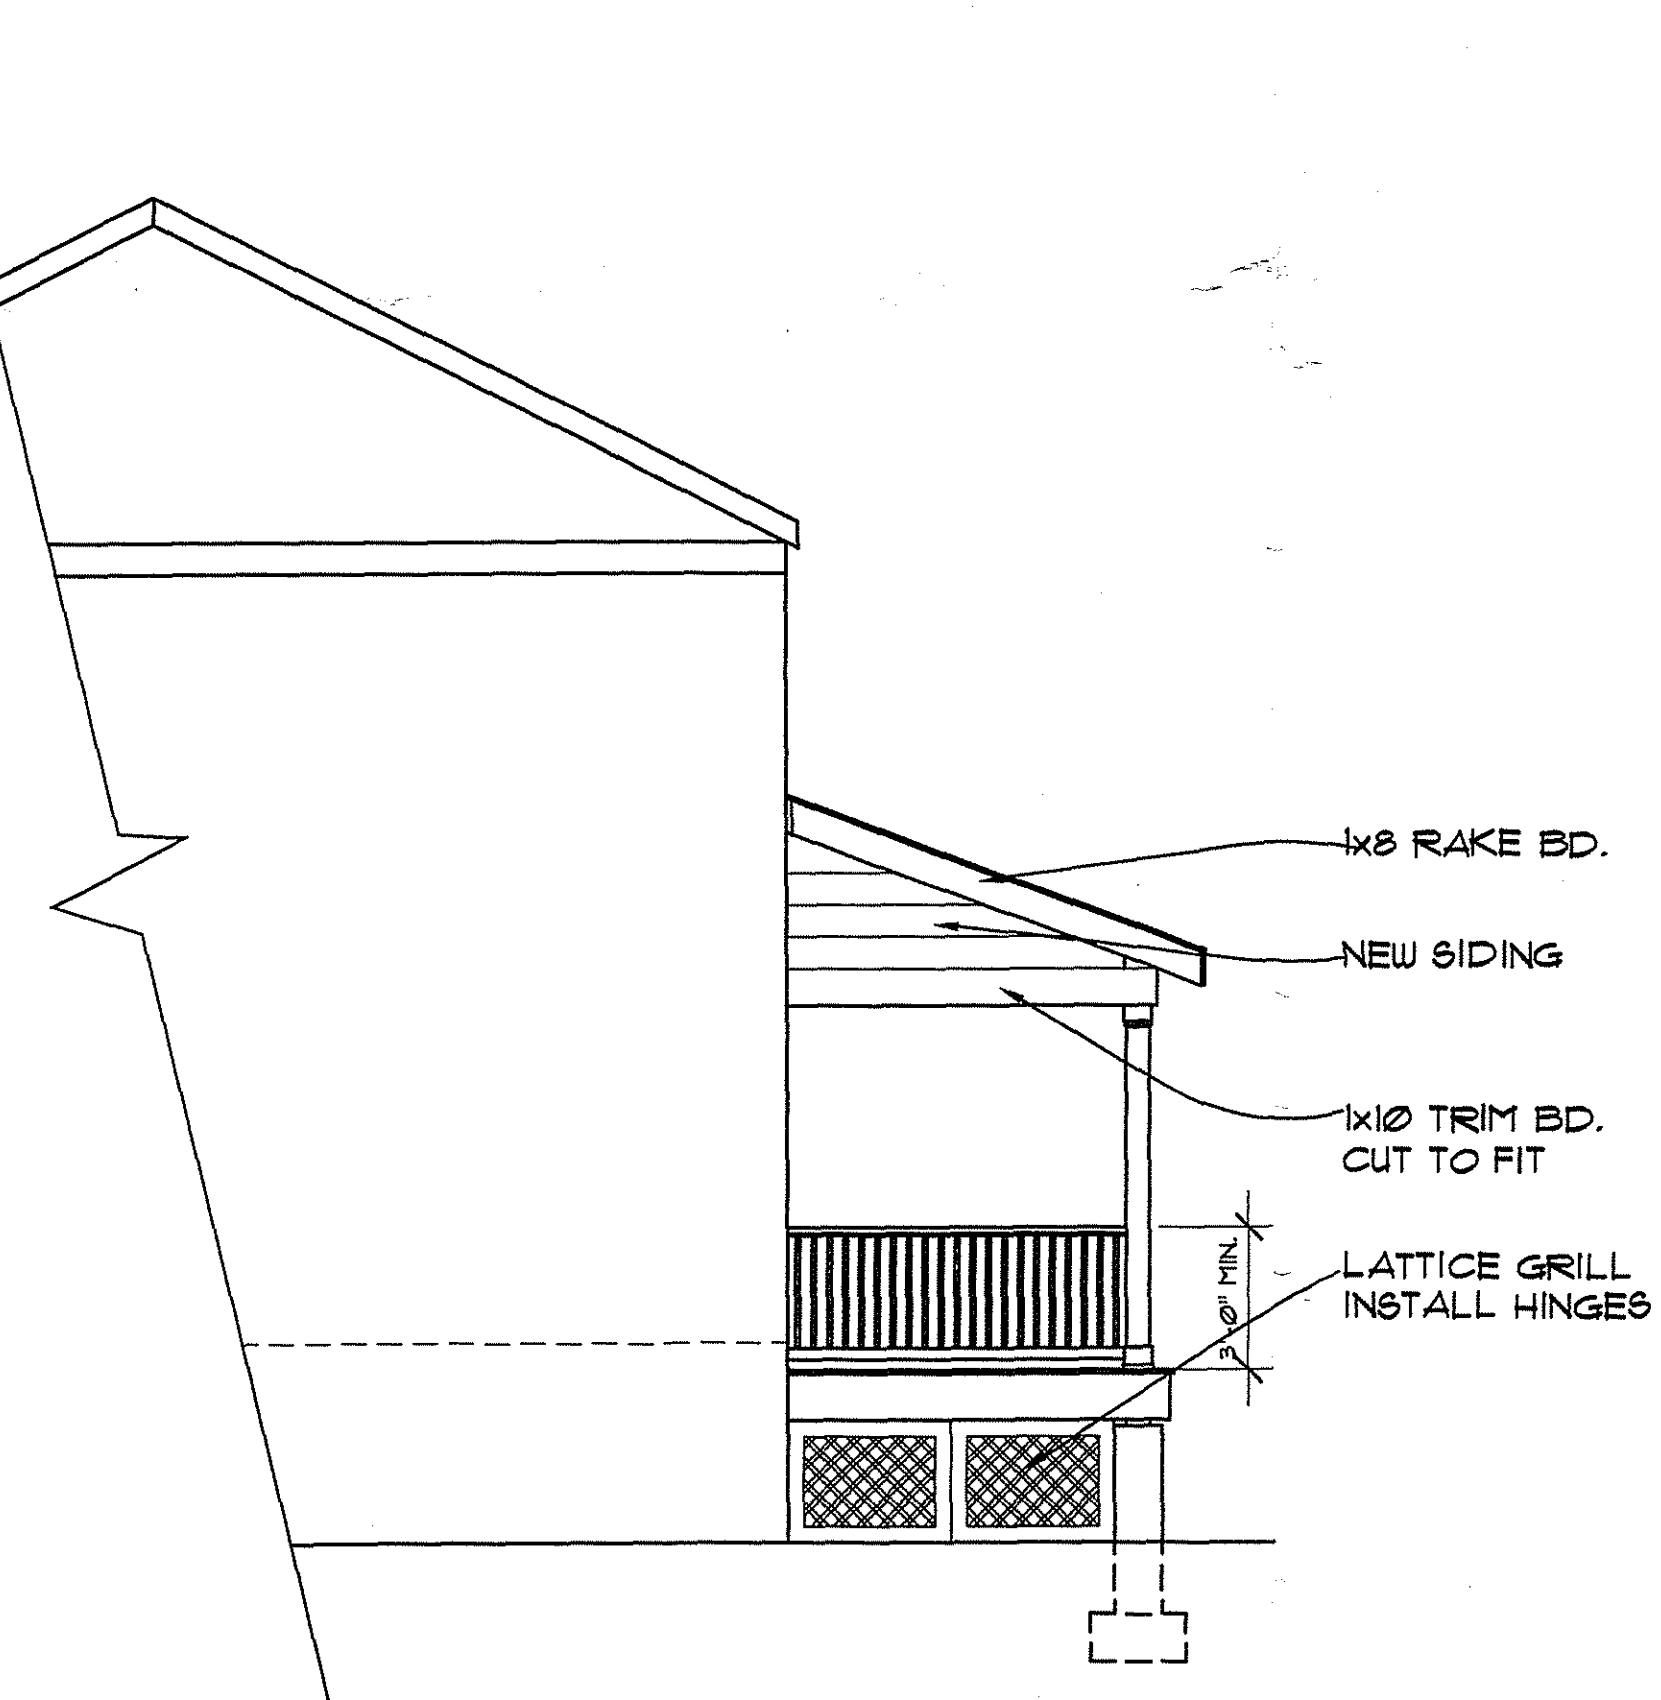 1x8 RAKE BD.
NEW SIDING
1x10 TRIM BD.
CUT TO FIT
3'-0" MIN.
LATTICE GRILL
INSTALL HINGES